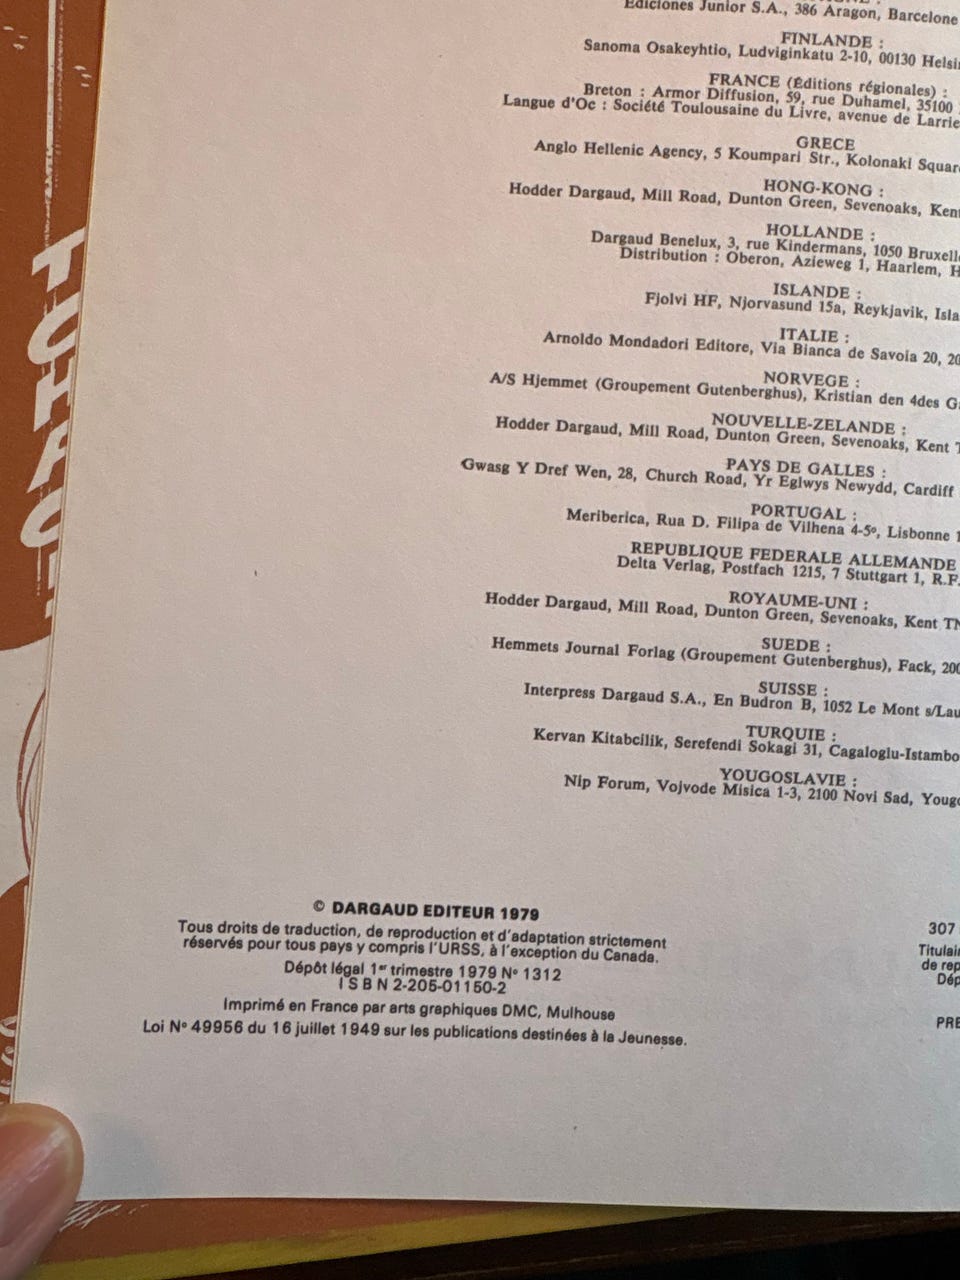 Ediciones Junior S.A., 386 Aragon, Barcelone
FINLANDE :
Sanoma Osakeyhtio, Ludviginkatu 2-10, 00130
FRANCE (Éditions régionales) :
Breton : Armor Diffusion, 59, rue Duhamel, 35100
Langue d'Oc : Société Toulousaine du Livre, avenue de
GRECE
Anglo Hellenic Agency, 5 Koumpari Str., Kolonaki
HONG-KONG :
Hodder Dargaud, Mill Road, Dunton Green, Sevenoaks, Kent
HOLLANDE :
Dargaud Benelux, 3, rue Kindermans, 1050
Distribution : Oberon, Azieweg 1, Haarlem,
ISLANDE :
Fjolvi HF, Njorvasund 15a, Reykjavik,
ITALIE :
Arnoldo Mondadori Editore, Via Bianca de Savoia 20,
NORVEGE :
A/S Hjemmet (Groupement Gutenberghus), Kristian den 4des
NOUVELLE-ZELANDE :
Hodder Dargaud, Mill Road, Dunton Green, Sevenoaks, Kent
PAYS DE GALLES :
Gwasg Y Dref Wen, 28, Church Road, Yr Eglwys Newydd, Cardiff
PORTUGAL :
Meriberica, Rua D. Filipa de Vilhena 4-5º, Lisbonne 1
REPUBLIQUE FEDERALE ALLEMANDE
Delta Verlag, Postfach 1215, 7 Stuttgart 1, R.F.
ROYAUME-UNI :
Hodder Dargaud, Mill Road, Dunton Green, Sevenoaks, Kent TN
SUEDE :
Hemmets Journal Forlag (Groupement Gutenberghus), Fack, 200
SUISSE :
Interpress Dargaud S.A., En Budron B, 1052 Le Mont s/Lau
TURQUIE :
Kervan Kitabcilik, Serefendi Sokagi 31, Cagaloglu-Istambo
YOUGOSLAVIE :
Nip Forum, Vojvode Misica 1-3, 2100 Novi Sad, Yougo
© DARGAUD EDITEUR 1979
Tous droits de traduction, de reproduction et d'adaptation strictement
réservés pour tous pays y compris l'URSS, à l'exception du Canada.
Dépôt légal 1er trimestre 1979 N° 1312
I S B N 2-205-01150-2
Imprimé en France par arts graphiques DMC, Mulhouse
Loi N° 49956 du 16 juillet 1949 sur les publications destinées à la Jeunesse.
307
Titulair
de rep
Dép
PRE
TCHAC!